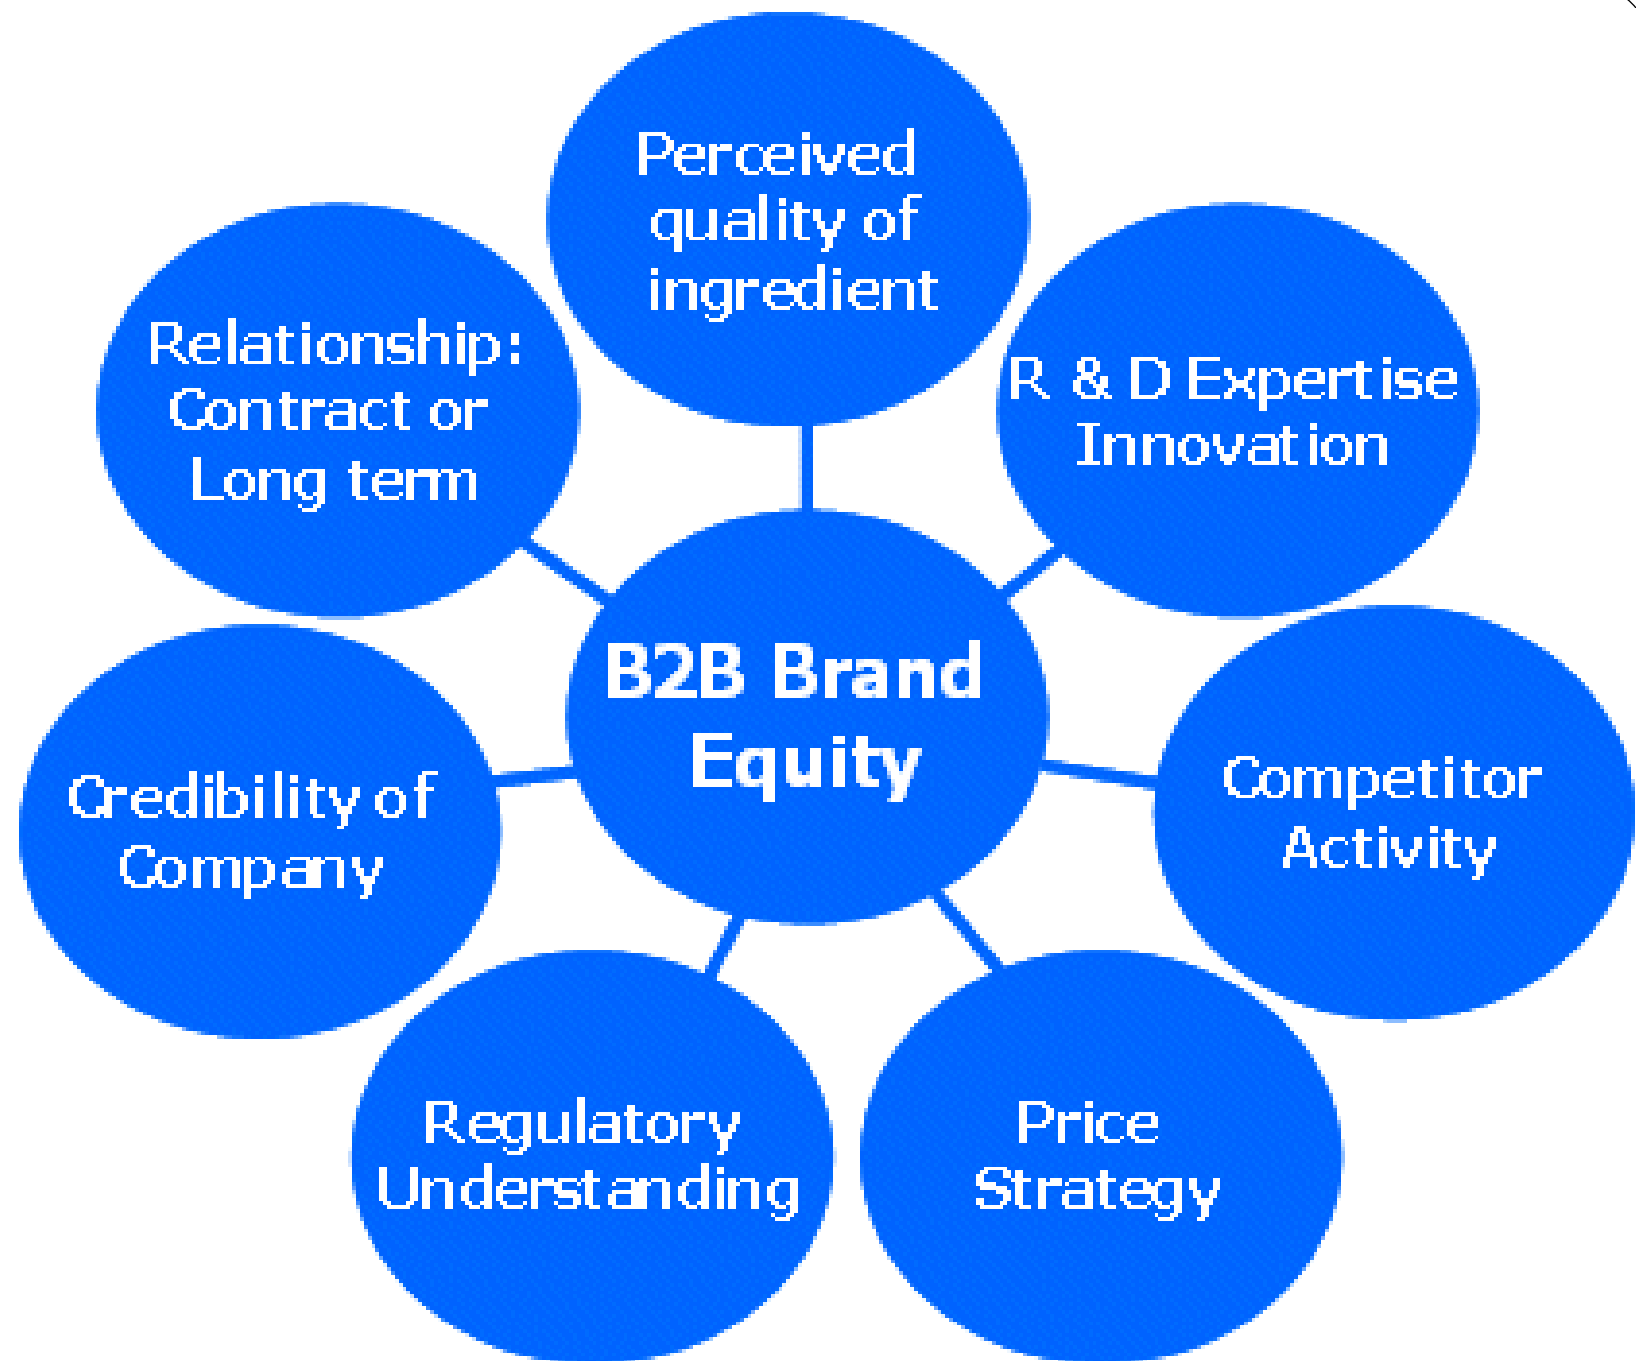 Perceived
quality of
ingredient
Relationship:
Contract or
Long term
R & D Expertise
Innovation
B2B Brand
Equity
Credibility of
Company
Competitor
Activity
Regulatory
Understanding
Price
Strategy